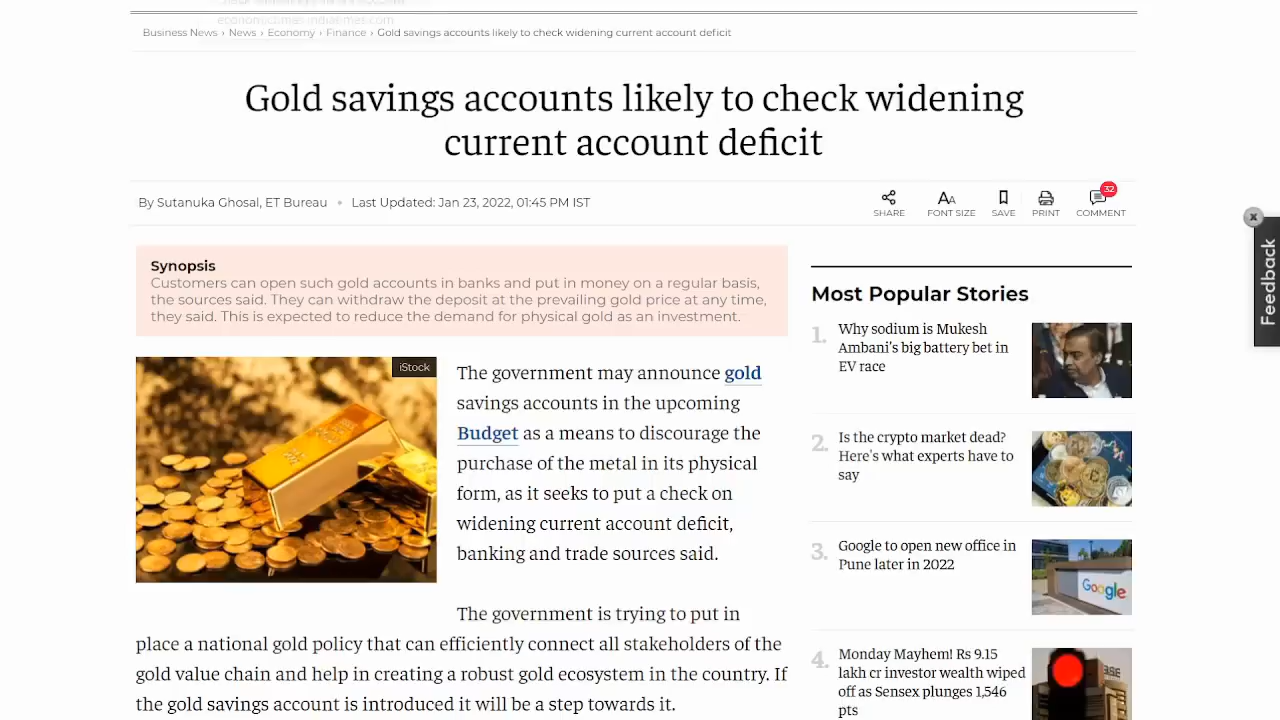 economictimes.indiatimes.com
Business News › News › Economy › Finance › Gold savings accounts likely to check widening current account deficit
Gold savings accounts likely to check widening
current account deficit
By Sutanuka Ghosal, ET Bureau • Last Updated: Jan 23, 2022, 01:45 PM IST
SHARE
FONT SIZE
SAVE
PRINT
32
COMMENT
Feedback
Synopsis
Customers can open such gold accounts in banks and put in money on a regular basis,
the sources said. They can withdraw the deposit at the prevailing gold price at any time,
they said. This is expected to reduce the demand for physical gold as an investment.
iStock
The government may announce gold
savings accounts in the upcoming
Budget as a means to discourage the
purchase of the metal in its physical
form, as it seeks to put a check on
widening current account deficit,
banking and trade sources said.
The government is trying to put in
place a national gold policy that can efficiently connect all stakeholders of the
gold value chain and help in creating a robust gold ecosystem in the country. If
the gold savings account is introduced it will be a step towards it.
Most Popular Stories
1.
Why sodium is Mukesh
Ambani's big battery bet in
EV race
2.
Is the crypto market dead?
Here's what experts have to
say
3.
Google to open new office in
Pune later in 2022
Google
4.
Monday Mayhem! Rs 9.15
lakh cr investor wealth wiped
off as Sensex plunges 1,546
pts
BSE